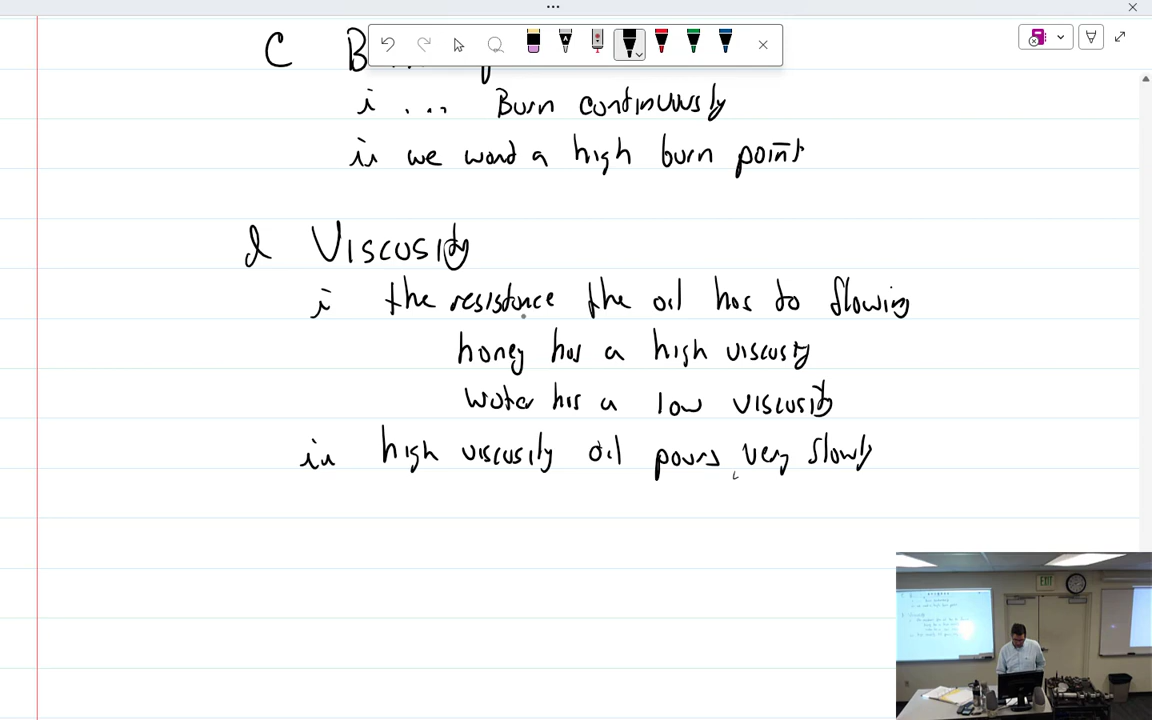 C B
i ... Burn continuously
ii we want a high burn point
d Viscosity
i the resistance the oil has to flowing
honey has a high viscosity
water has a low viscosity
ii high viscosity oil pours very slowly
EXIT